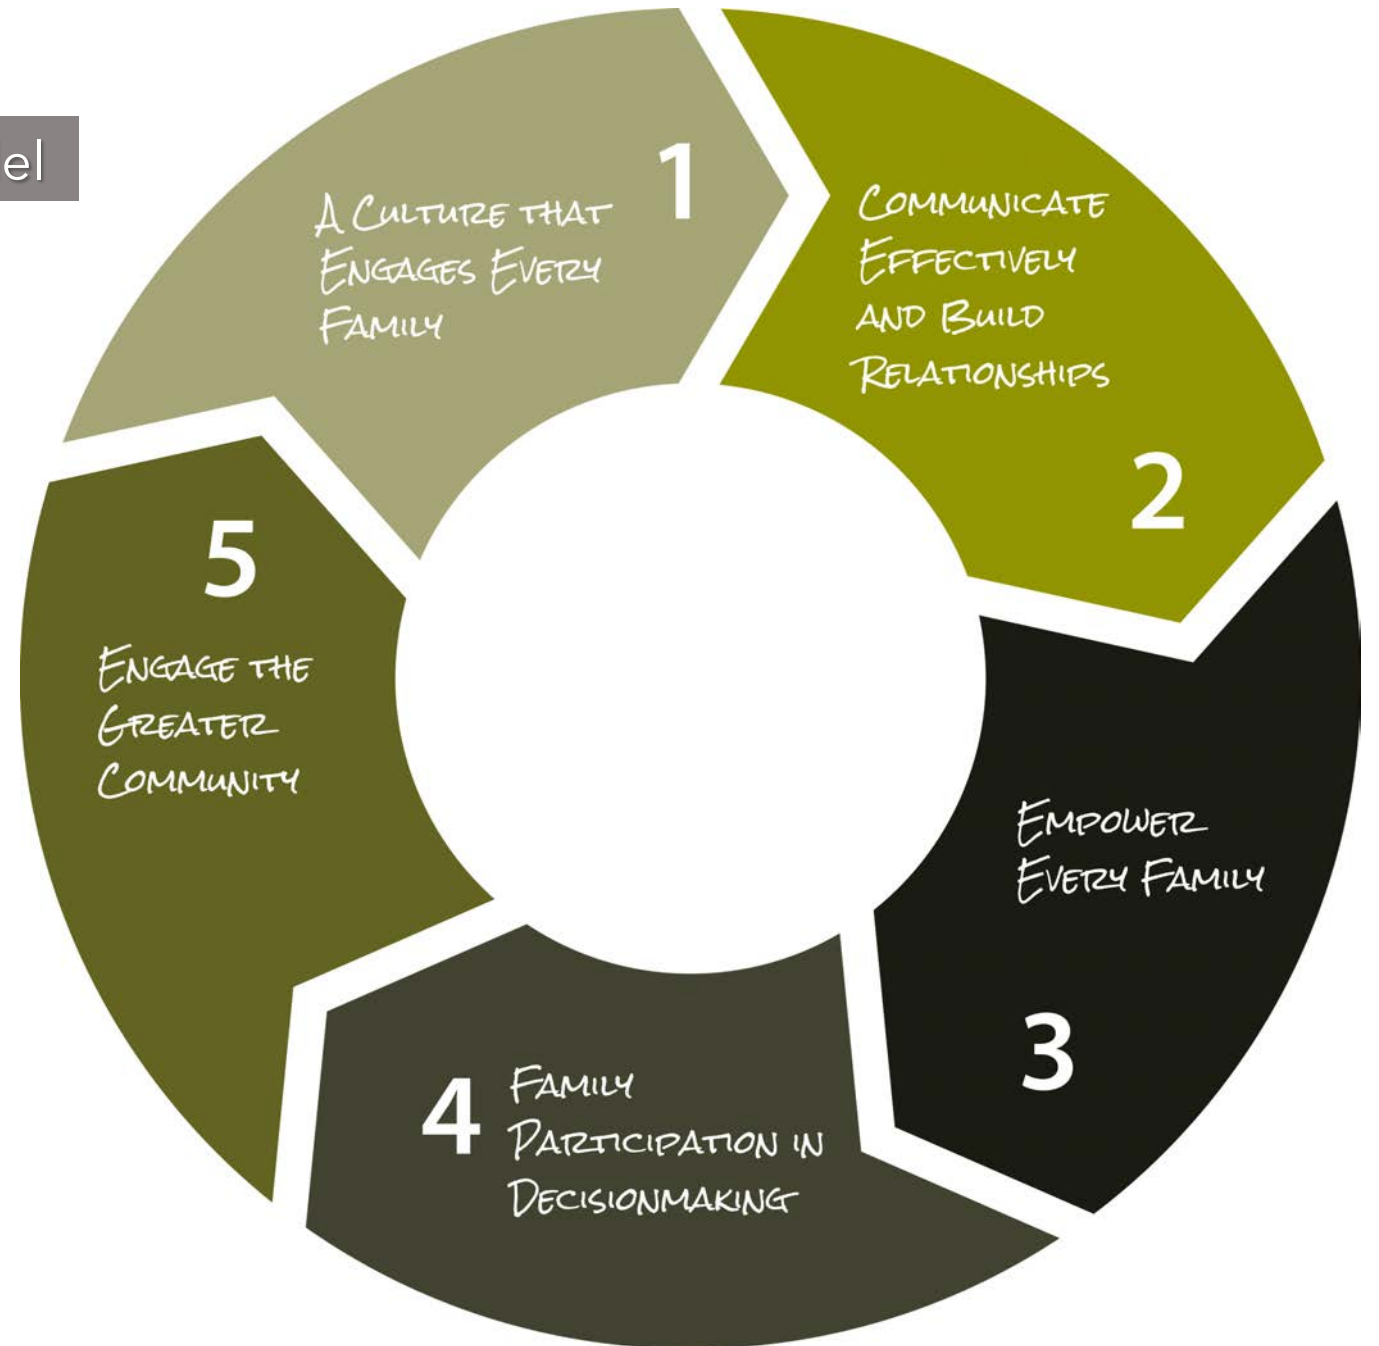 el
1
A Culture that
Engages Every
Family
Communicate
Effectively
and Build
Relationships
2
Empower
Every Family
3
4
Family
Participation in
Decisionmaking
5
Engage the
Greater
Community